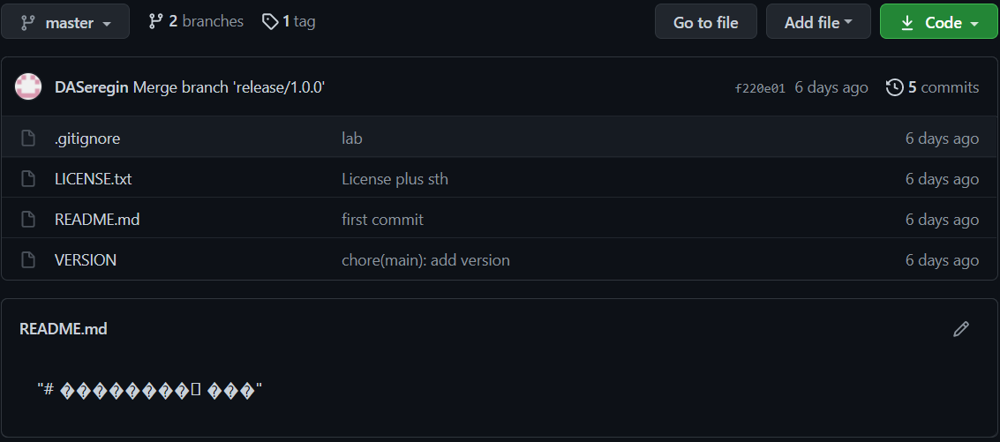 master 2 branches 1 tag Go to file Add file Code
DASeregin Merge branch 'release/1.0.0' f220e01 6 days ago 5 commits
.gitignore lab 6 days ago
LICENSE.txt License plus sth 6 days ago
README.md first commit 6 days ago
VERSION chore(main): add version 6 days ago
README.md
"# ��������▯ ���"